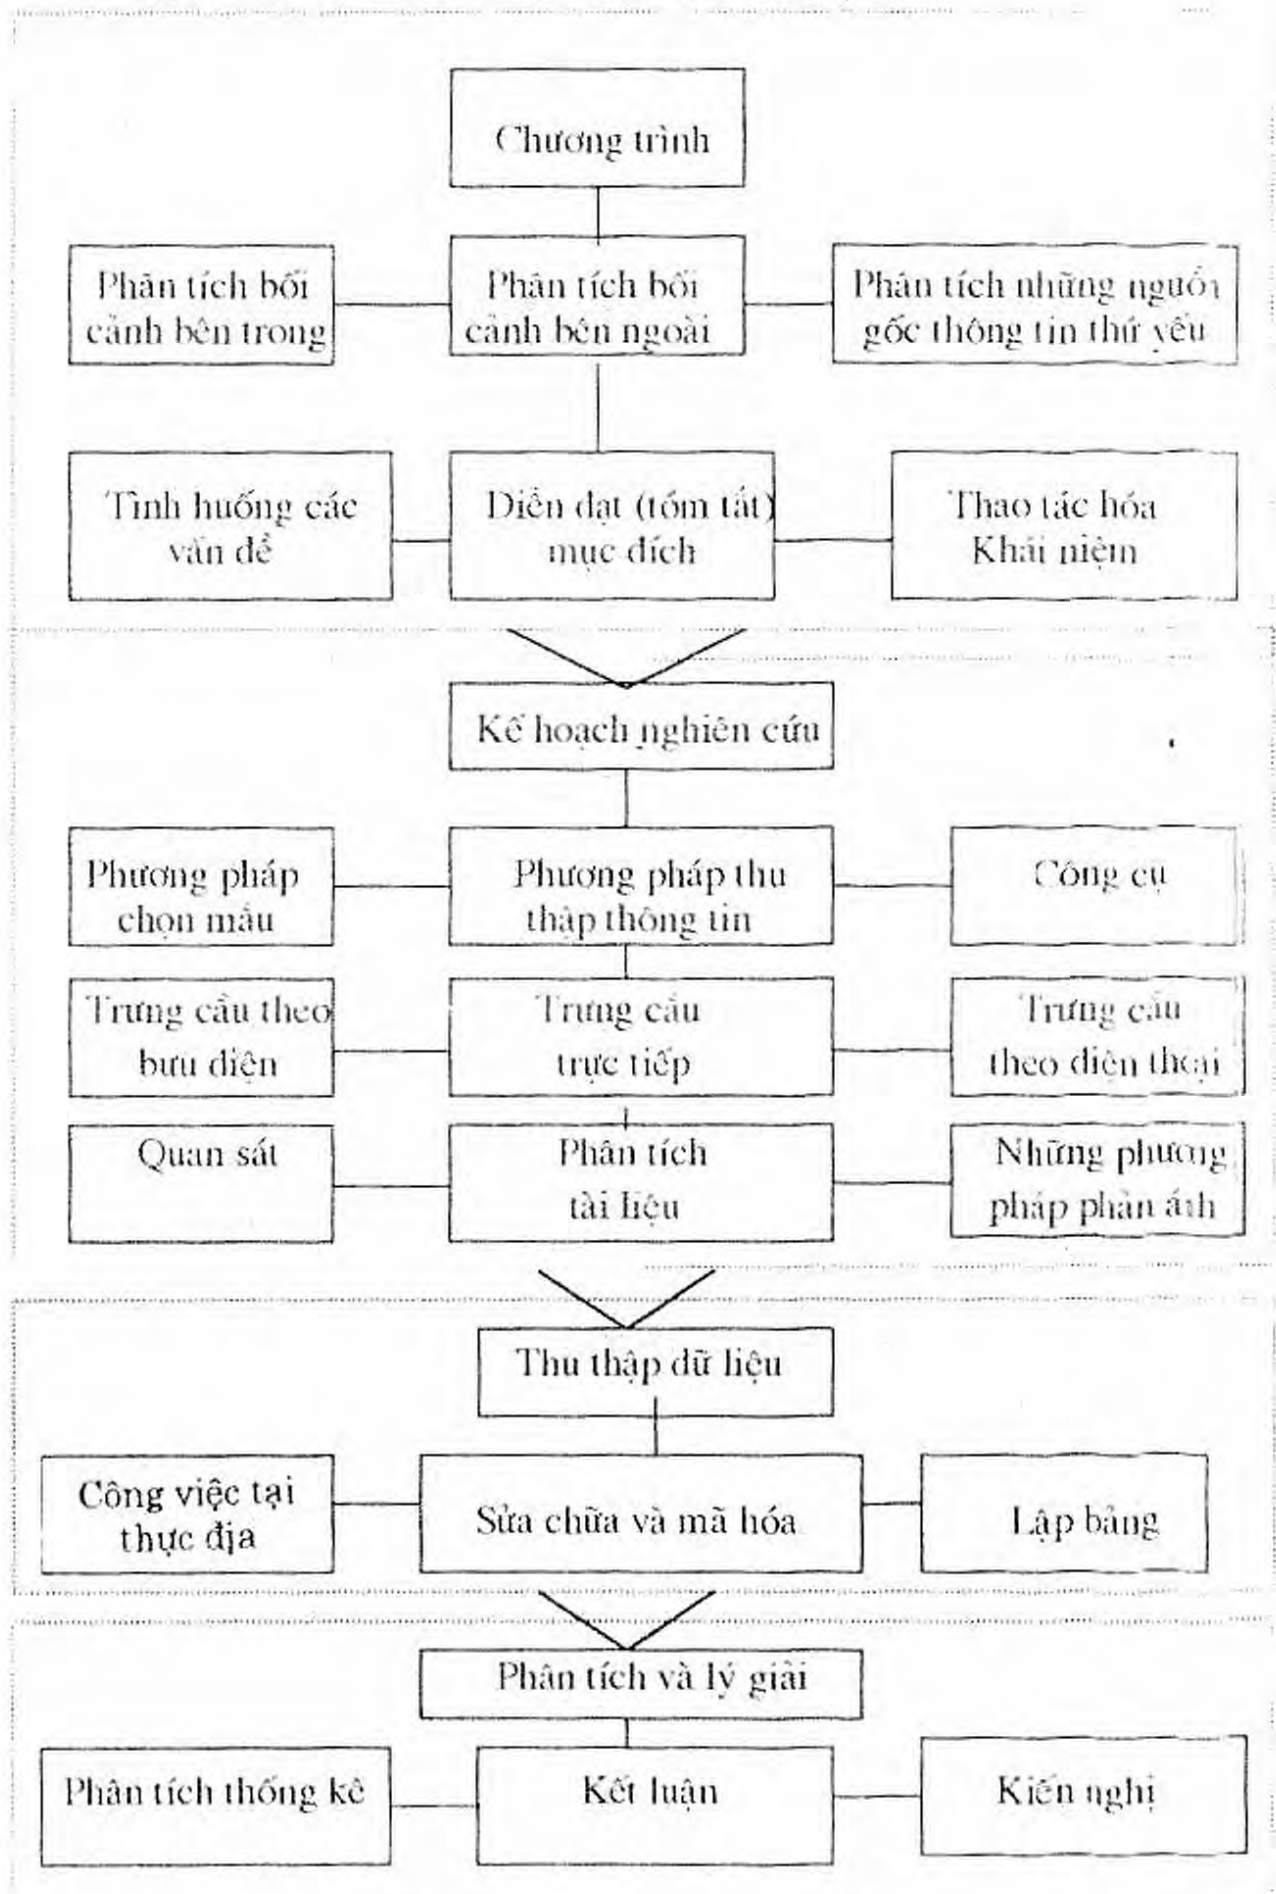 Chương trình
Phân tích bối
cảnh bên trong
Phân tích bối
cảnh bên ngoài
Phân tích những nguồn
gốc thông tin thứ yếu
Tình huống các
vấn đề
Diễn đạt (tóm tắt)
mục đích
Thao tác hóa
Khái niệm
Kế hoạch nghiên cứu
Phương pháp
chọn mẫu
Phương pháp thu
thập thông tin
Công cụ
Trưng cầu theo
bưu điện
Trưng cầu
trực tiếp
Trưng cầu
theo điện thoại
Quan sát
Phân tích
tài liệu
Những phương
pháp phản ánh
Thu thập dữ liệu
Công việc tại
thực địa
Sửa chữa và mã hóa
Lập bảng
Phân tích và lý giải
Phân tích thống kê
Kết luận
Kiến nghị